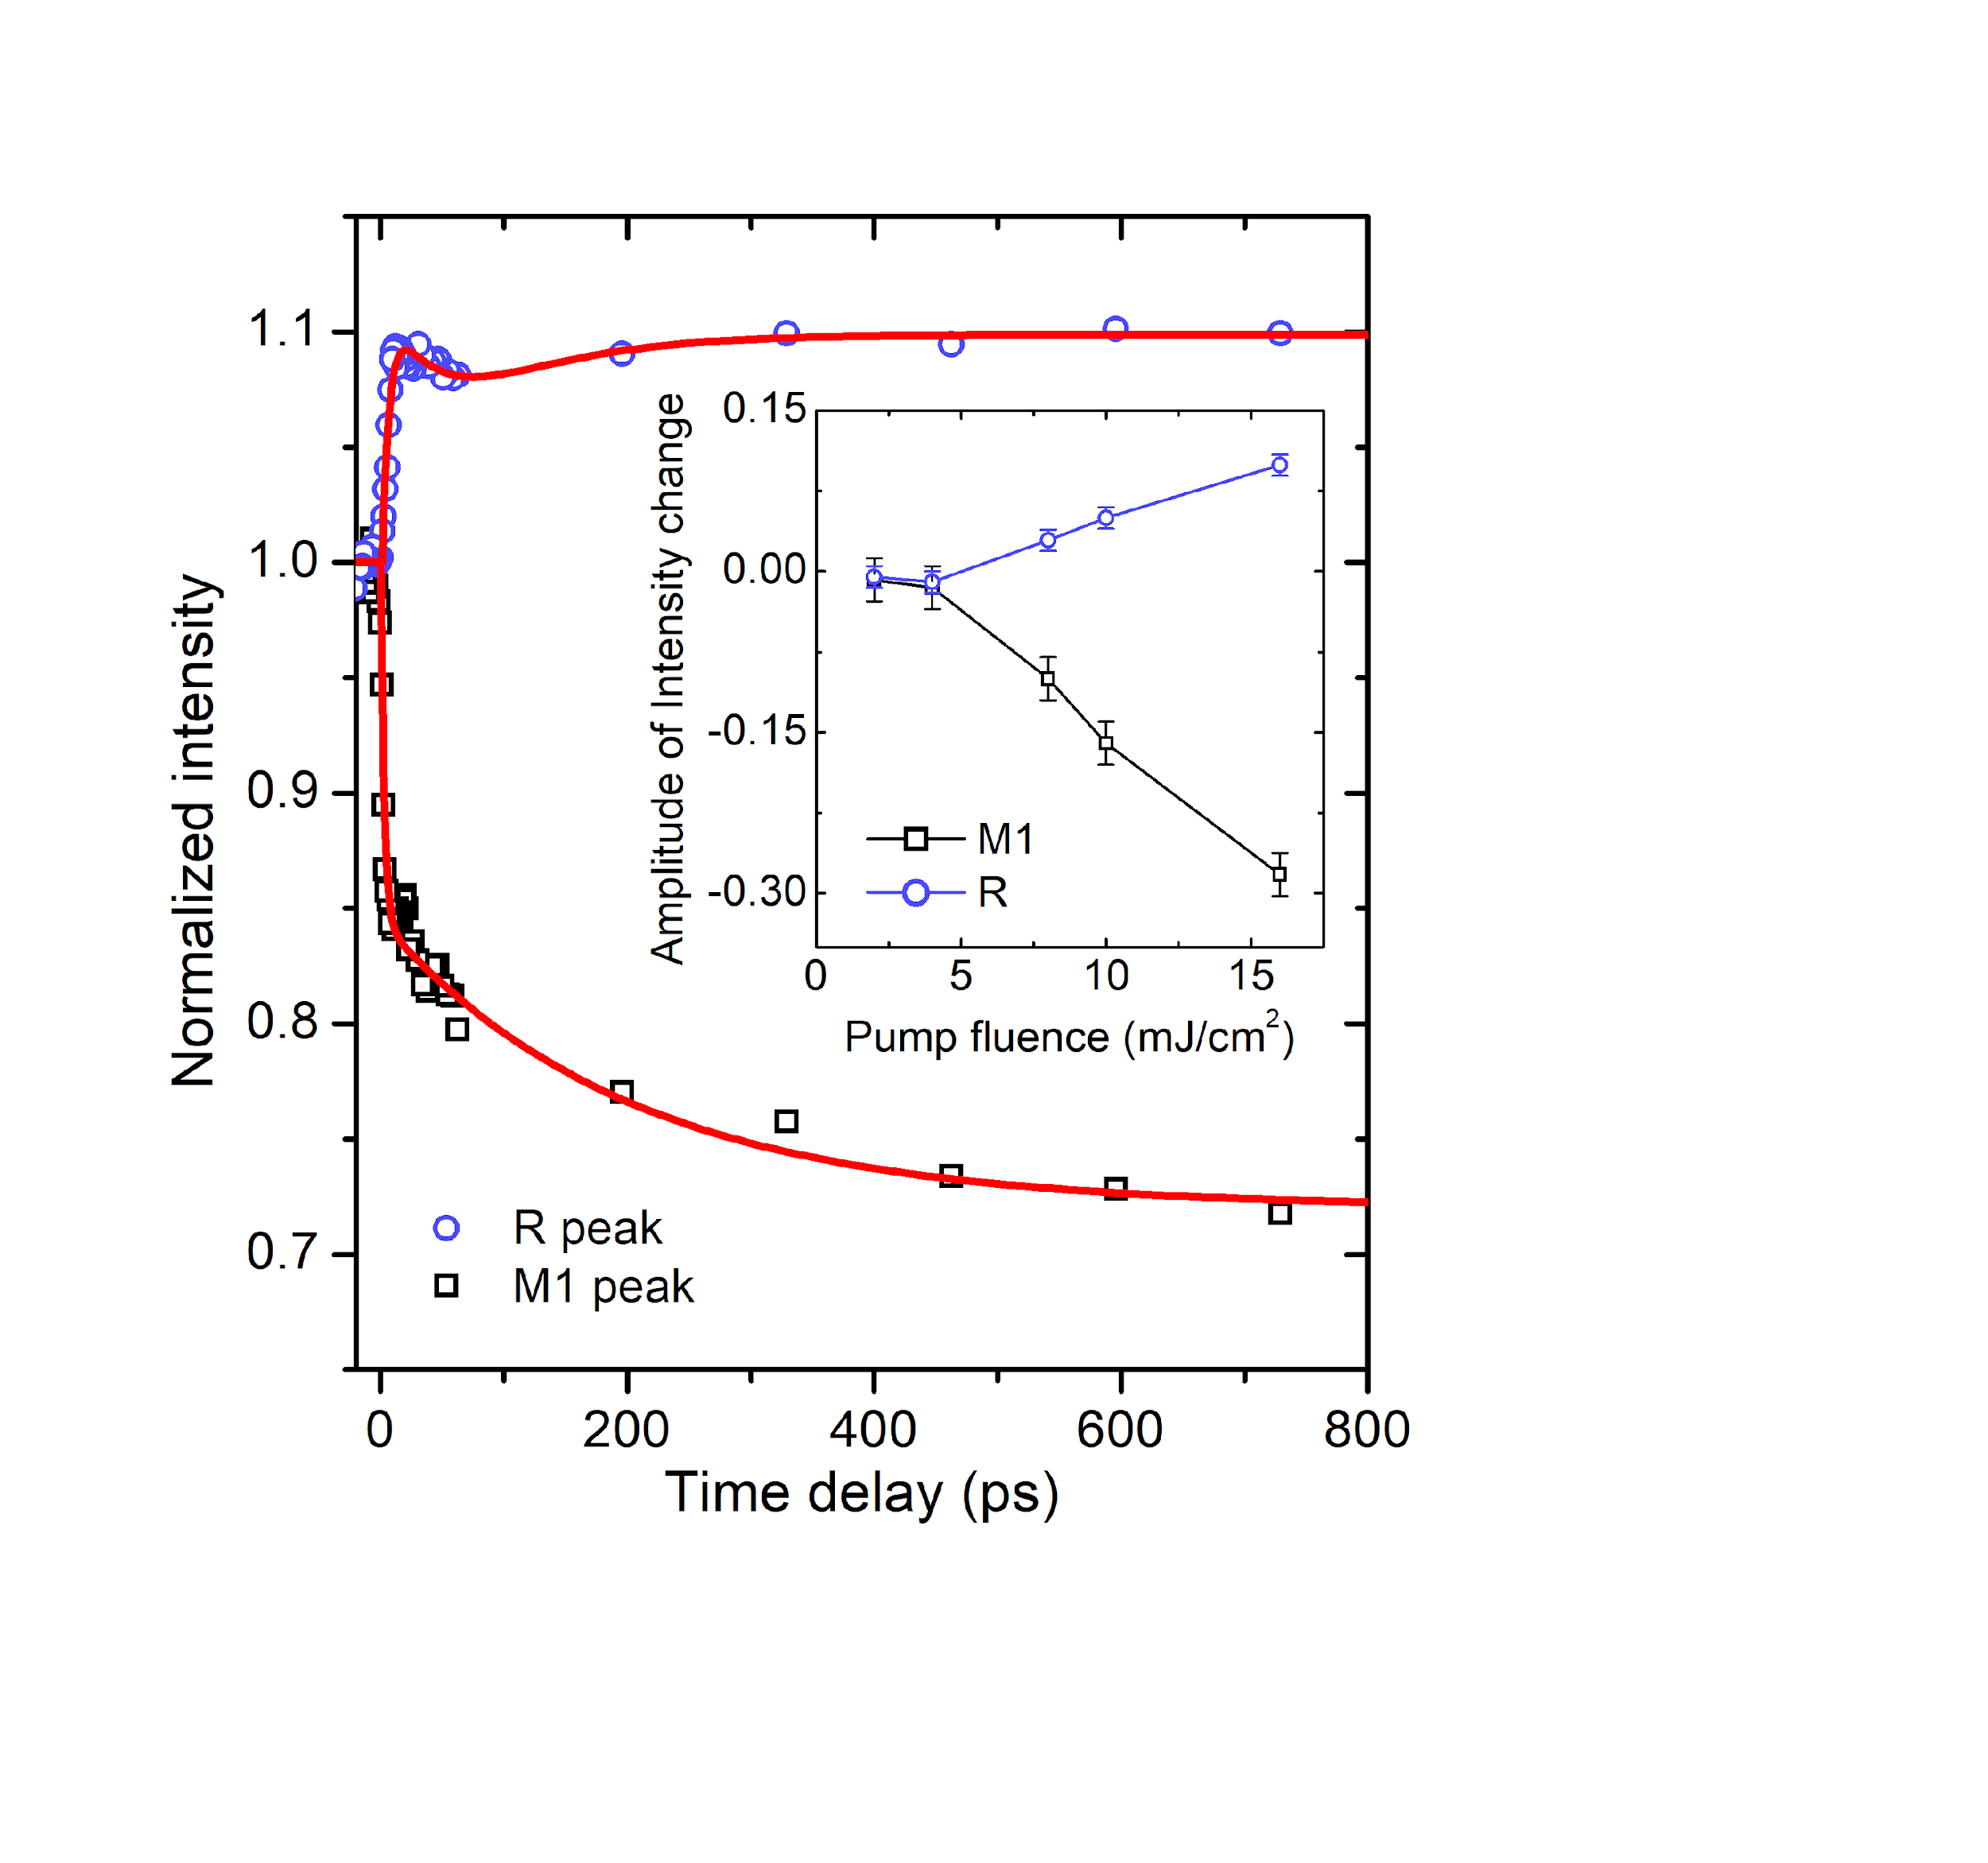 1.1
1.0
0.9
0.8
0.7
Normalized intensity
0
200
400
600
800
Time delay (ps)
R peak
M1 peak
0.15
0.00
-0.15
-0.30
Amplitude of Intensity change
M1
R
0
5
10
15
Pump fluence (mJ/cm²)